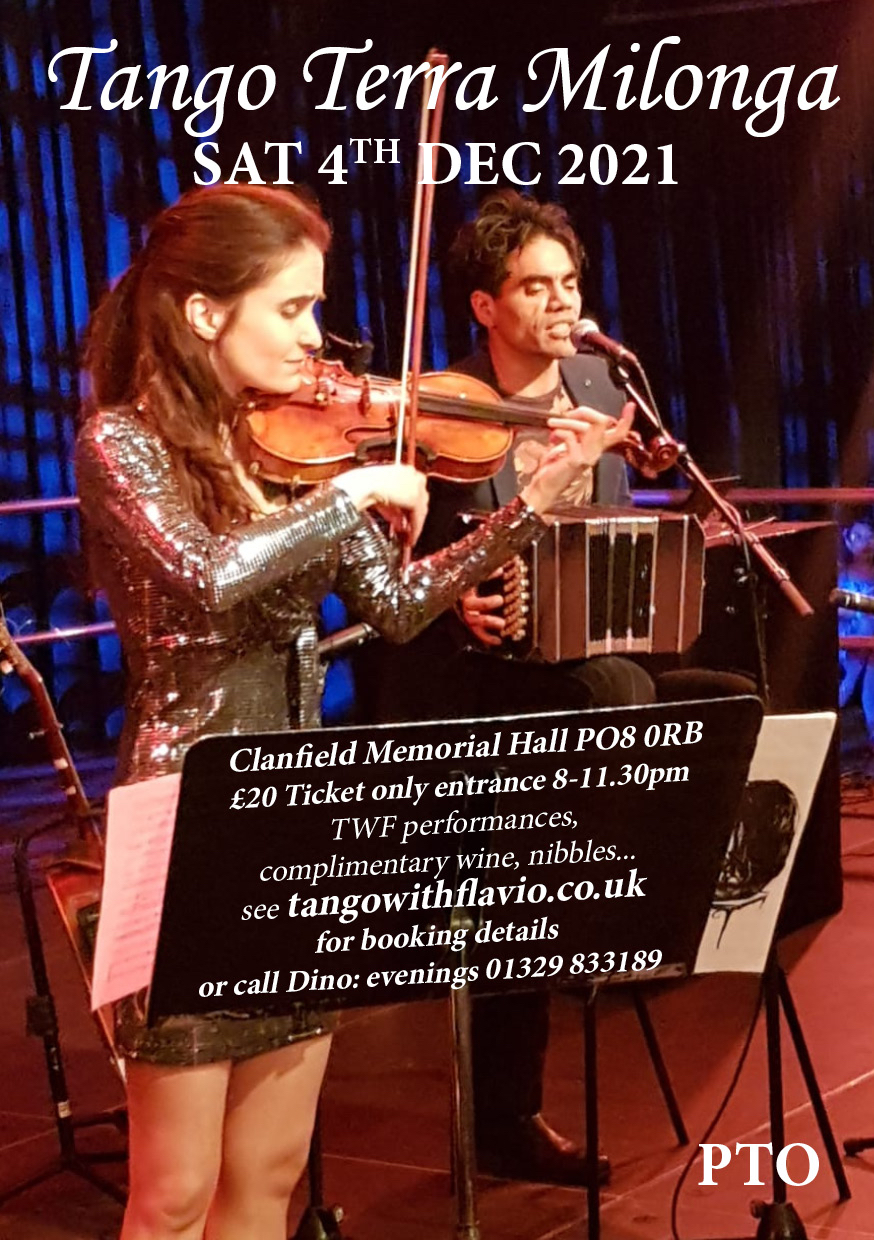 Tango Terra Milonga
SAT 4TH DEC 2021
Clanfield Memorial Hall PO8 0RB
£20 Ticket only entrance 8-11.30pm
TWF performances,
complimentary wine, nibbles...
see tangowithflavio.co.uk
for booking details
or call Dino: evenings 01329 833189
PTO